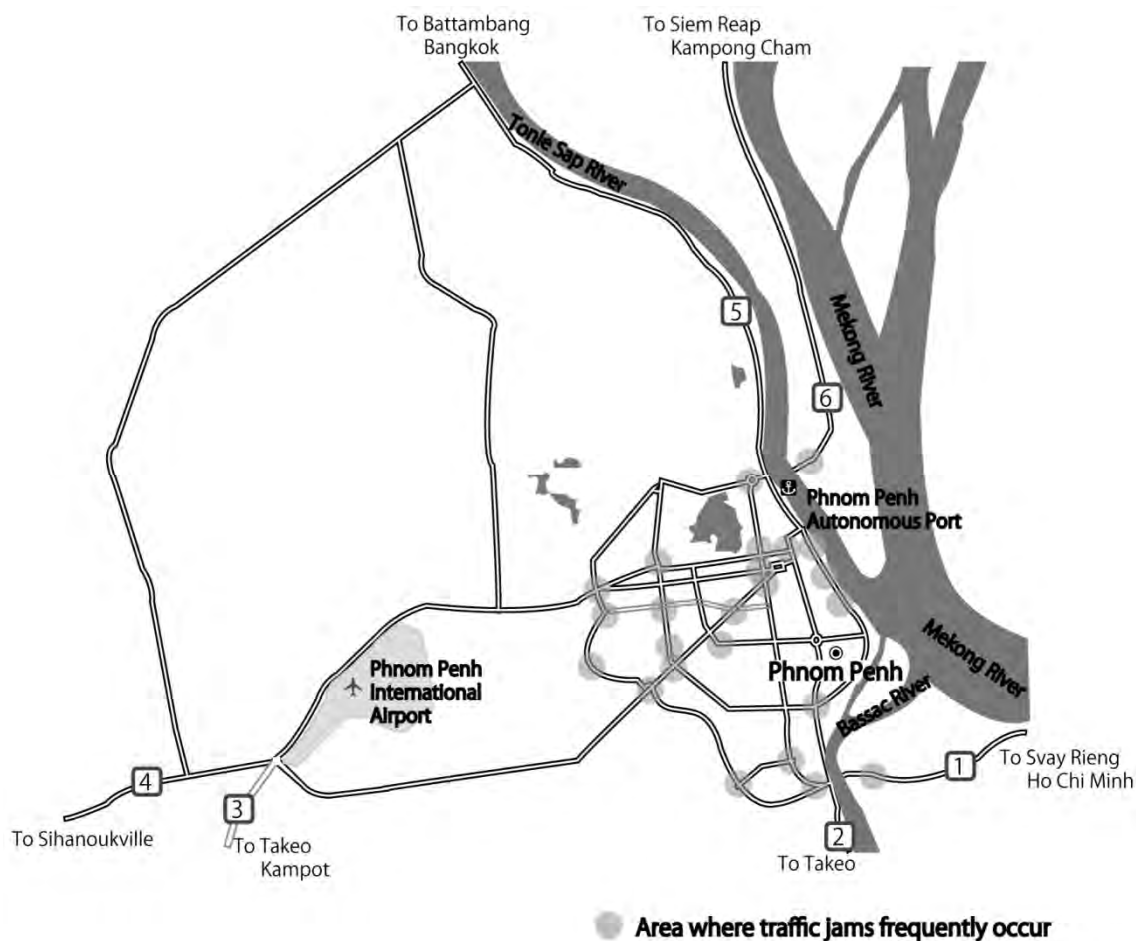 To Battambang
Bangkok
To Siem Reap
Kampong Cham
Tonle Sap River
5
Mekong River
6
Phnom Penh
Autonomous Port
Phnom Penh
International
Airport
Phnom Penh
Mekong River
Bassac River
4
3
1
To Svay Rieng
Ho Chi Minh
To Sihanoukville
To Takeo
Kampot
2
To Takeo
Area where traffic jams frequently occur